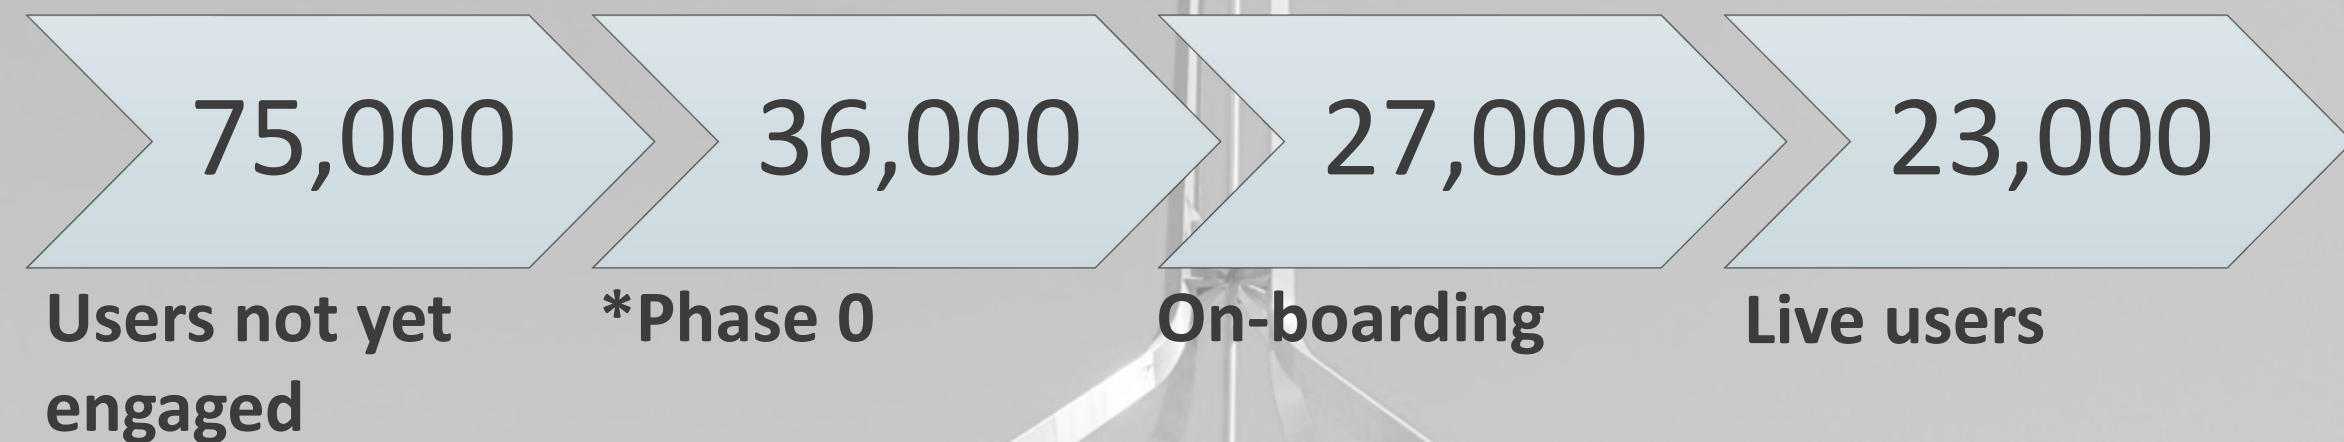 75,000
36,000
27,000
23,000
Users not yet
engaged
*Phase 0
On-boarding
Live users